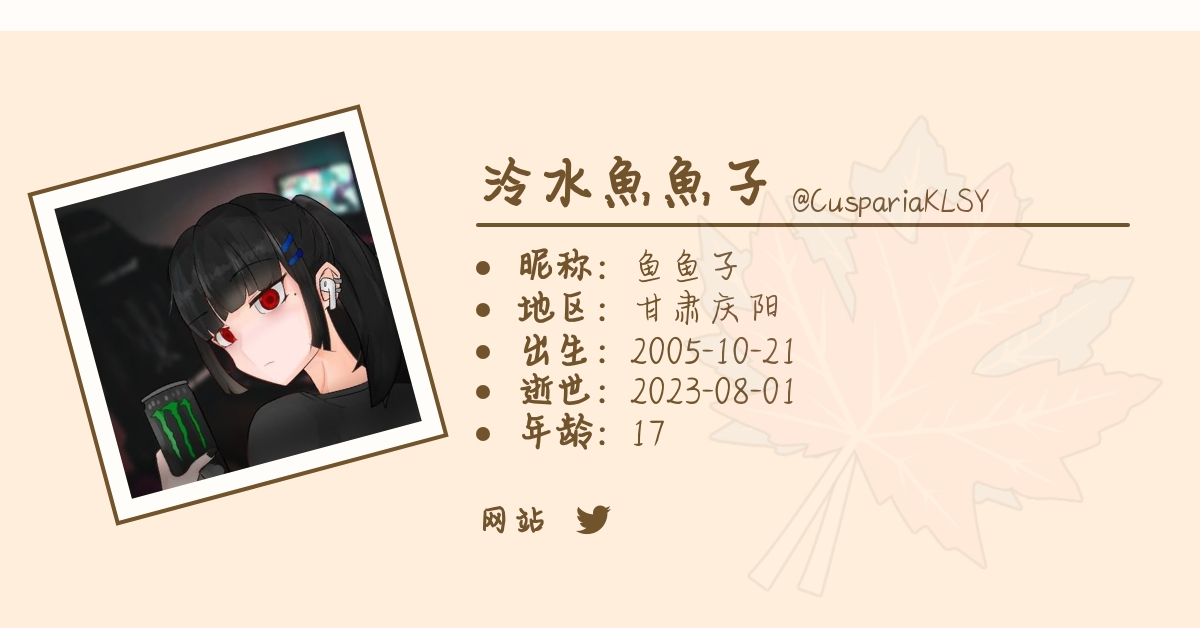 泠水魚魚子 @CuspariaKLSY
昵称：鱼鱼子
地区：甘肃庆阳
出生：2005-10-21
逝世：2023-08-01
年龄：17
网站